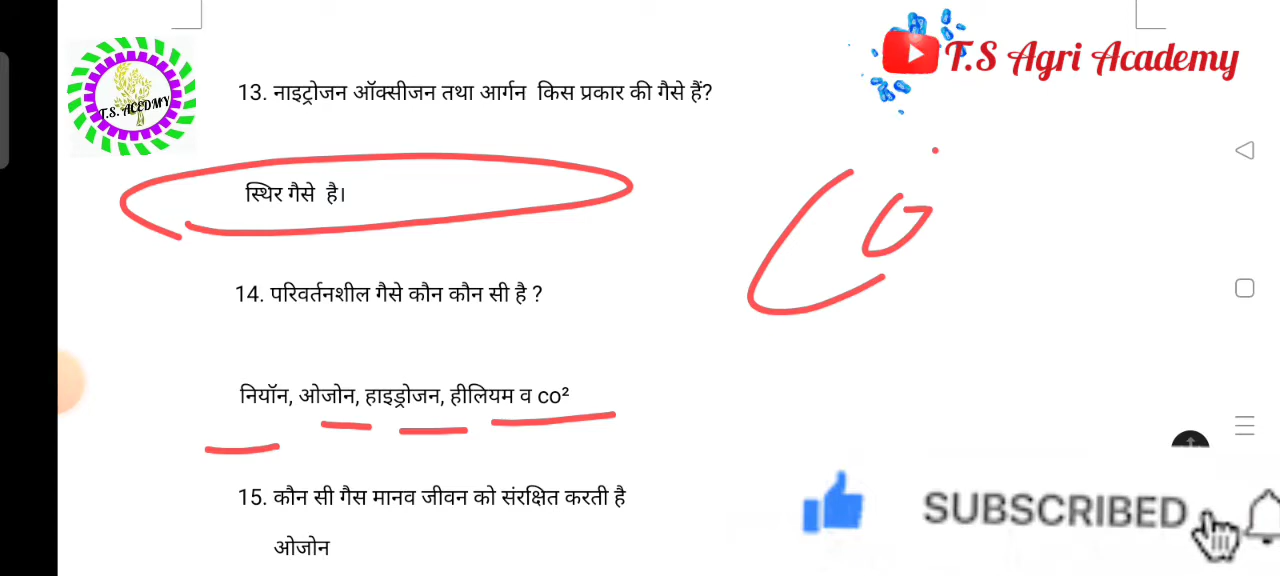 T.S Agri Academy
T.S. ACEDMY
13. नाइट्रोजन ऑक्सीजन तथा आर्गन किस प्रकार की गैसे हैं?
स्थिर गैसे है।
co
14. परिवर्तनशील गैसे कौन कौन सी है ?
नियॉन, ओजोन, हाइड्रोजन, हीलियम व co²
15. कौन सी गैस मानव जीवन को संरक्षित करती है
ओजोन
SUBSCRIBED